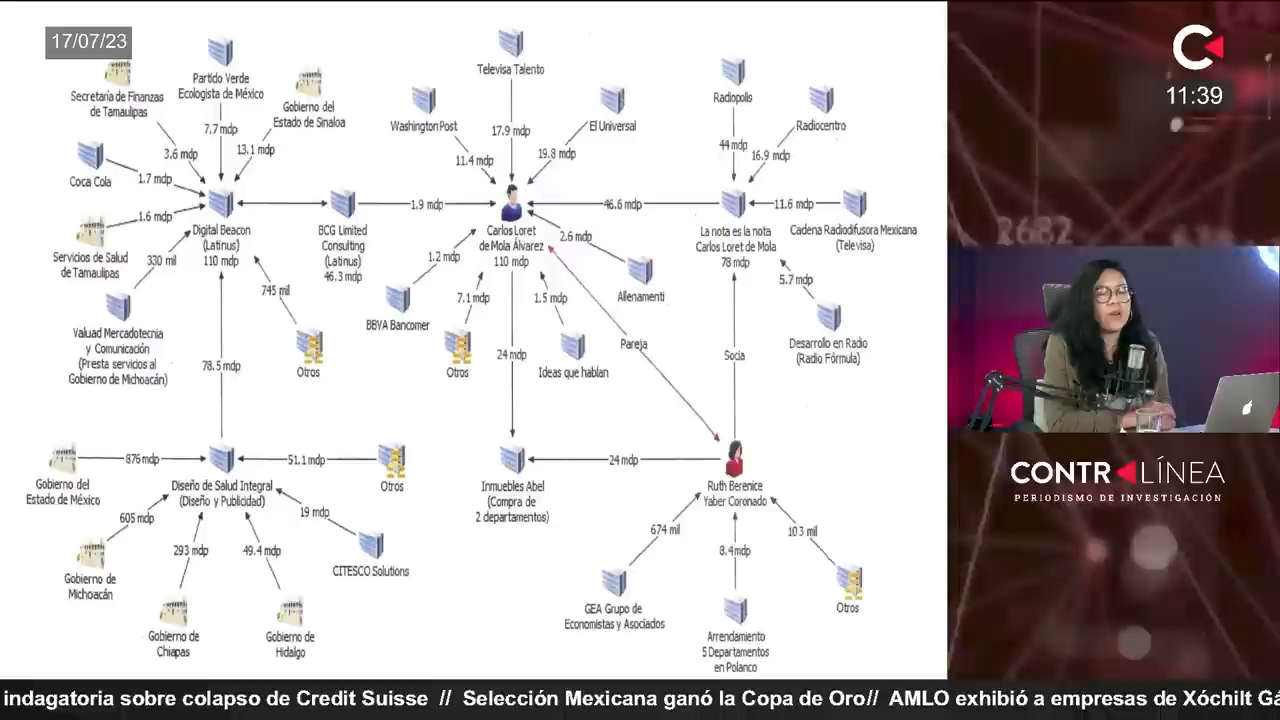 17/07/23
Secretaría de Finanzas
de Tamaulipas
Partido Verde
Ecologista de México
Gobierno del
Estado de Sinaloa
Televisa Talento
Washington Post
El Universal
Radiopolis
Radiocentro
11:39
7.7 mdp
3.6 mdp
13.1 mdp
17.9 mdp
11.4 mdp
19.8 mdp
44 mdp
16.9 mdp
Coca Cola
1.7 mdp
1.6 mdp
1.9 mdp
46.6 mdp
11.6 mdp
Servicios de Salud
de Tamaulipas
330 mil
Digital Beacon
(Latinus)
110 mdp
BCG Limited
Consulting
(Latinus)
46.3 mdp
Carlos Loret
de Mola Álvarez
110 mdp
2.6 mdp
La nota es la nota
Carlos Loret de Mola
78 mdp
Cadena Radiodifusora Mexicana
(Televisa)
1.2 mdp
745 mil
7.1 mdp
1.5 mdp
5.7 mdp
Allenamenti
BBVA Bancomer
Valuad Mercadotecnia
y Comunicación
(Presta servicios al
Gobierno de Michoacán)
78.5 mdp
Otros
Otros
24 mdp
Ideas que hablan
Pareja
Socia
Desarrollo en Radio
(Radio Fórmula)
876 mdp
51.1 mdp
24 mdp
Gobierno del
Estado de México
Diseño de Salud Integral
(Diseño y Publicidad)
Otros
Inmuebles Abel
(Compra de
2 departamentos)
Ruth Berenice
Yaber Coronado
605 mdp
293 mdp
49.4 mdp
19 mdp
674 mil
8.4 mdp
103 mil
Gobierno de
Michoacán
CITESCO Solutions
Gobierno de
Chiapas
Gobierno de
Hidalgo
GEA Grupo de
Economistas y Asociados
Arrendamiento
5 Departamentos
en Polanco
Otros
CONTRLÍNEA
PERIODISMO DE INVESTIGACIÓN
indagatoria sobre colapso de Credit Suisse // Selección Mexicana ganó la Copa de Oro// AMLO exhibió a empresas de Xóchilt Gá